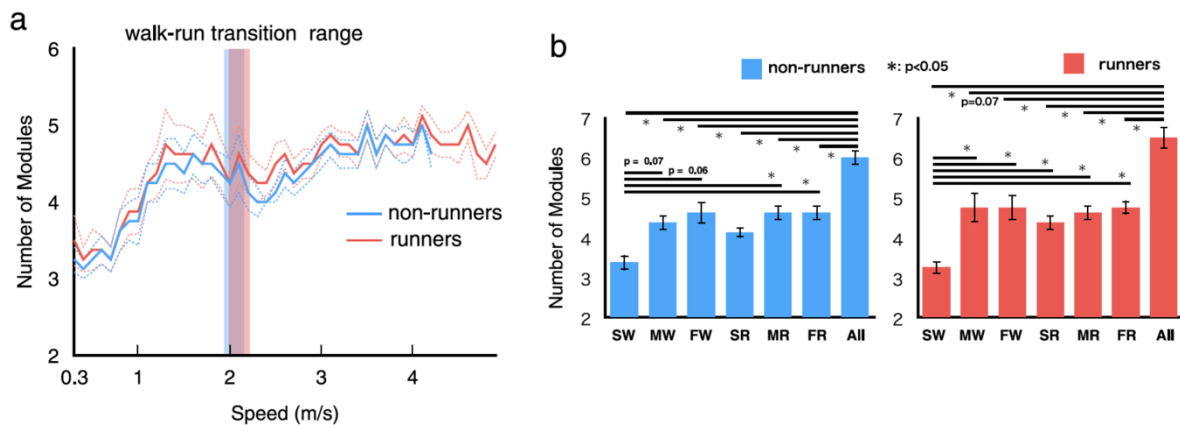 a
walk-run transition range
6
5
4
3
2
Number of Modules
non-runners
runners
0.3 1 2 3 4
Speed (m/s)
b
non-runners
*: p<0.05
runners
7
6
5
4
3
2
Number of Modules
* * * * * *
p = 0.07
p = 0.06
* *
SW MW FW SR MR FR All
7
6
5
4
3
2
* p=0.07 * * * *
* * * * *
SW MW FW SR MR FR All